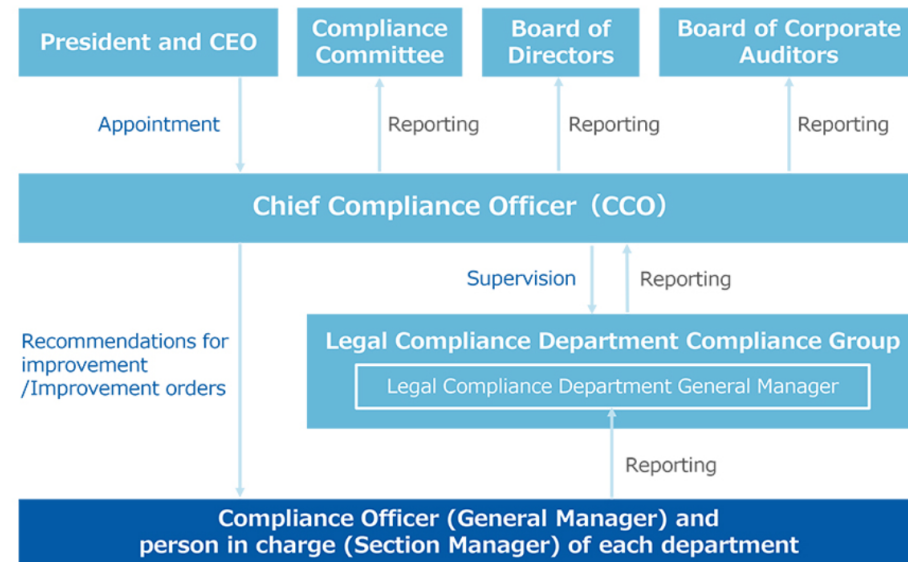 President and CEO
Compliance
Committee
Board of
Directors
Board of Corporate
Auditors
Appointment
Reporting
Reporting
Reporting
Chief Compliance Officer（CCO）
Supervision
Reporting
Recommendations for
improvement
/Improvement orders
Legal Compliance Department Compliance Group
Legal Compliance Department General Manager
Reporting
Compliance Officer (General Manager) and
person in charge (Section Manager) of each department